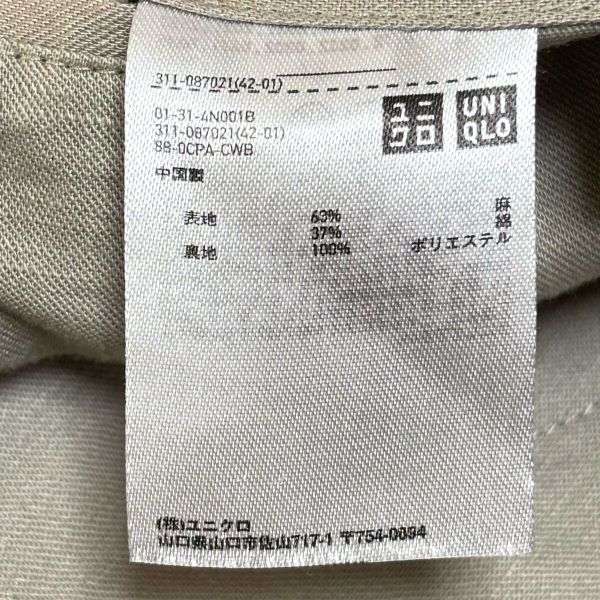 311-087021(42-01)
01-31-4N001B
311-087021(42-01)
88-0CPA-CWB
ユニクロ
UNIQLO
中国製
表地 63% 麻
37% 綿
裏地 100% ポリエステル
(株)ユニクロ
山口県山口市佐山717-1 〒754-0894